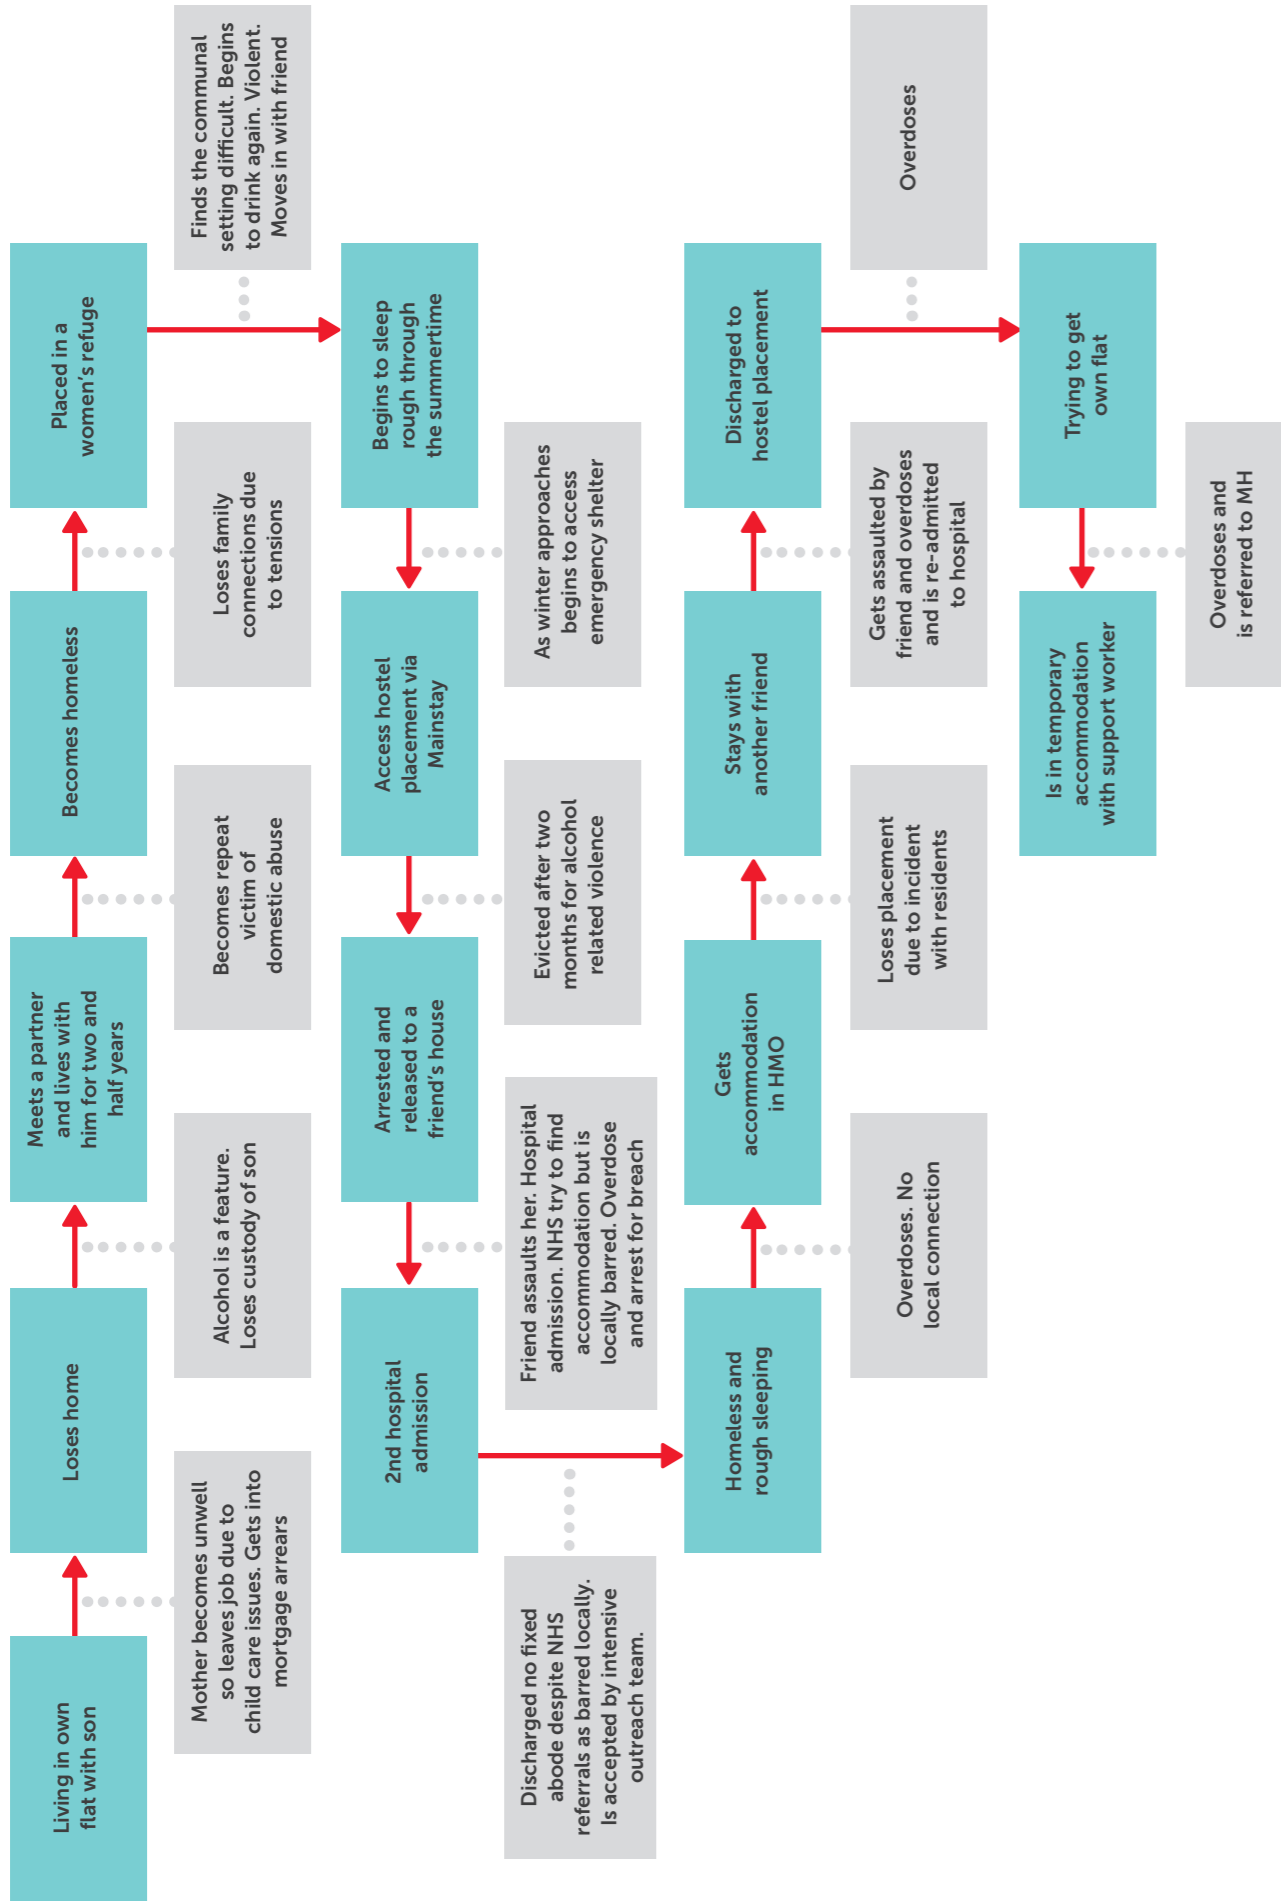 Living in own
flat with son
Mother becomes unwell
so leaves job due to
child care issues. Gets into
mortgage arrears
Loses home
Alcohol is a feature.
Loses custody of son
Meets a partner
and lives with
him for two and
half years
Becomes repeat
victim of
domestic abuse
Becomes homeless
Loses family
connections due
to tensions
Placed in a
women's refuge
Finds the communal
setting difficult. Begins
to drink again. Violent.
Moves in with friend
Begins to sleep
rough through
the summertime
As winter approaches
begins to access
emergency shelter
Access hostel
placement via
Mainstay
Evicted after two
months for alcohol
related violence
Arrested and
released to a
friend's house
Friend assaults her. Hospital
admission. NHS try to find
accommodation but is
locally barred. Overdose
and arrest for breach
2nd hospital
admission
Discharged no fixed
abode despite NHS
referrals as barred locally.
Is accepted by intensive
outreach team.
Homeless and
rough sleeping
Overdoses. No
local connection
Gets
accommodation
in HMO
Loses placement
due to incident
with residents
Stays with
another friend
Gets assaulted by
friend and overdoses
and is re-admitted
to hospital
Discharged to
hostel placement
Overdoses
Trying to get
own flat
Overdoses and
is referred to MH
Is in temporary
accommodation
with support worker